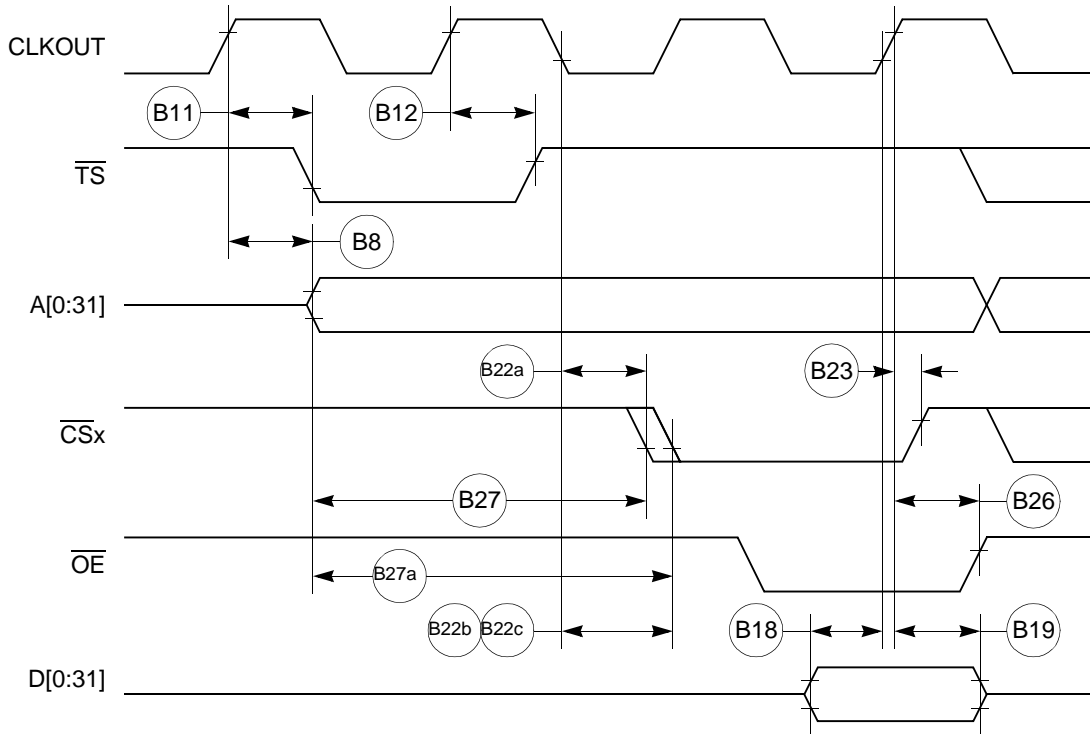 CLKOUT
B11
B12
TS
B8
A[0:31]
B22a
B23
CSx
B27
B26
OE
B27a
B22b B22c
B18
B19
D[0:31]